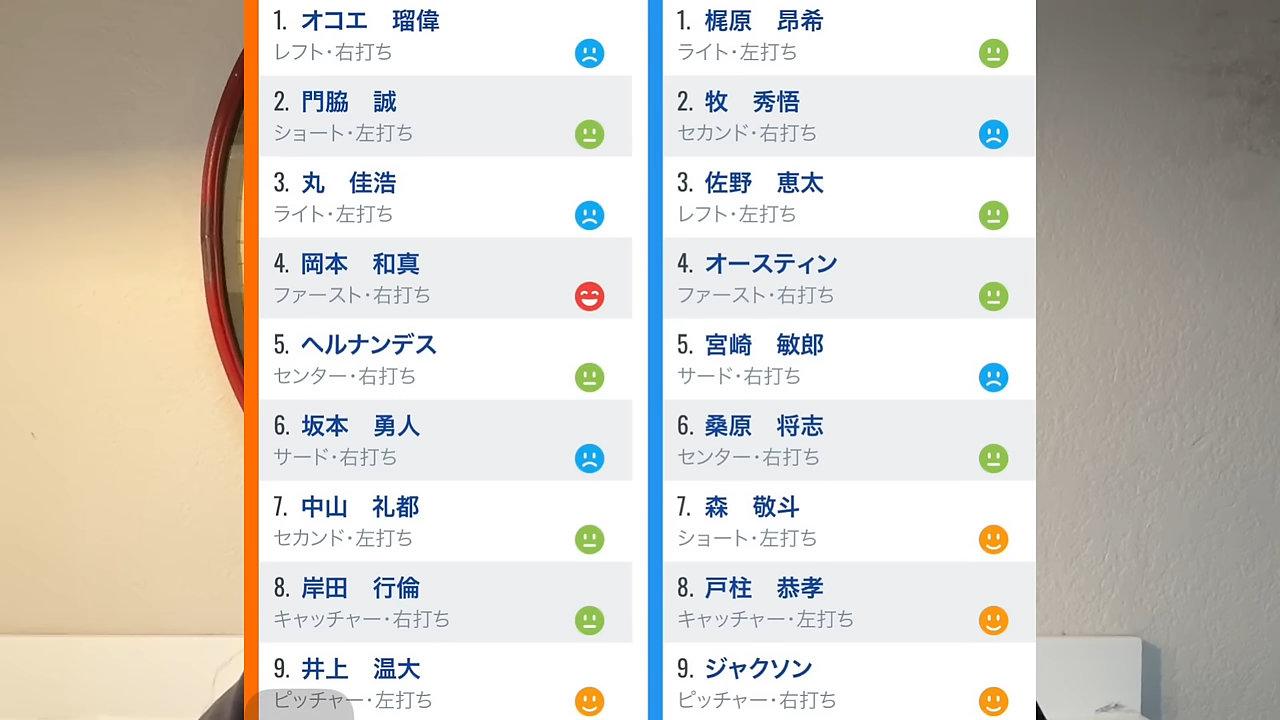 1. オコエ　瑠偉
レフト・右打ち
2. 門脇　誠
ショート・左打ち
3. 丸　佳浩
ライト・左打ち
4. 岡本　和真
ファースト・右打ち
5. ヘルナンデス
センター・右打ち
6. 坂本　勇人
サード・右打ち
7. 中山　礼都
セカンド・左打ち
8. 岸田　行倫
キャッチャー・右打ち
9. 井上　温大
ピッチャー・左打ち
1. 梶原　昂希
ライト・左打ち
2. 牧　秀悟
セカンド・右打ち
3. 佐野　恵太
レフト・左打ち
4. オースティン
ファースト・右打ち
5. 宮崎　敏郎
サード・右打ち
6. 桑原　将志
センター・右打ち
7. 森　敬斗
ショート・左打ち
8. 戸柱　恭孝
キャッチャー・左打ち
9. ジャクソン
ピッチャー・右打ち